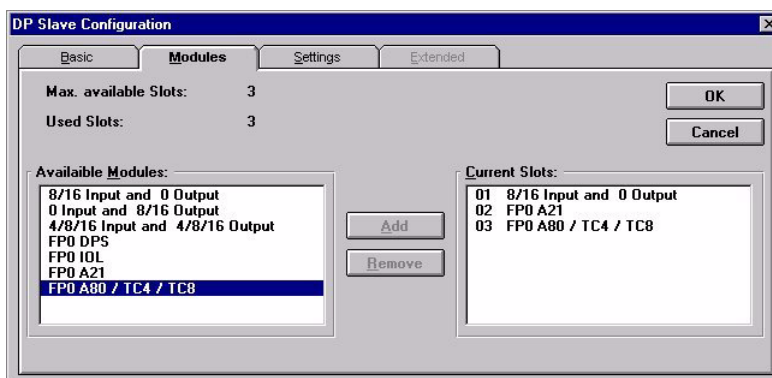 DP Slave Configuration
Basic Modules Settings Extended
Max. available Slots: 3
Used Slots: 3
OK
Cancel
Availaible Modules:
8/16 Input and 0 Output
0 Input and 8/16 Output
4/8/16 Input and 4/8/16 Output
FP0 DPS
FP0 IOL
FP0 A21
FP0 A80 / TC4 / TC8
Add
Remove
Current Slots:
01 8/16 Input and 0 Output
02 FP0 A21
03 FP0 A80 / TC4 / TC8